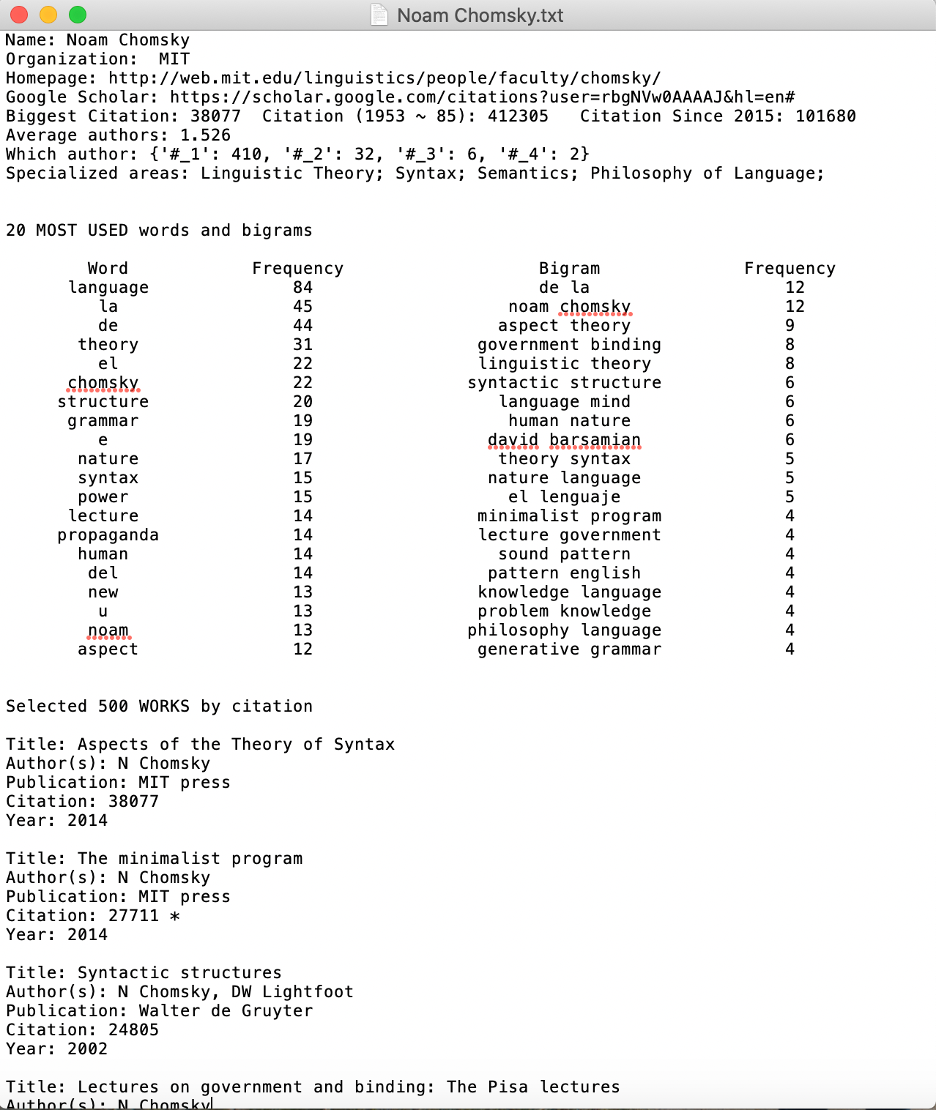 Noam Chomsky.txt
Name: Noam Chomsky
Organization:  MIT
Homepage: http://web.mit.edu/linguistics/people/faculty/chomsky/
Google Scholar: https://scholar.google.com/citations?user=rbgNVw0AAAAJ&hl=en#
Biggest Citation: 38077  Citation (1953 ~ 85): 412305   Citation Since 2015: 101680
Average authors: 1.526
Which author: {'#_1': 410, '#_2': 32, '#_3': 6, '#_4': 2}
Specialized areas: Linguistic Theory; Syntax; Semantics; Philosophy of Language;
20 MOST USED words and bigrams
Word Frequency Bigram Frequency
language 84 de la 12
la 45 noam chomsky 12
de 44 aspect theory 9
theory 31 government binding 8
el 22 linguistic theory 8
chomsky 22 syntactic structure 6
structure 20 language mind 6
grammar 19 human nature 6
e 19 david barsamian 6
nature 17 theory syntax 5
syntax 15 nature language 5
power 15 el lenguaje 5
lecture 14 minimalist program 4
propaganda 14 lecture government 4
human 14 sound pattern 4
del 14 pattern english 4
new 13 knowledge language 4
u 13 problem knowledge 4
noam 13 philosophy language 4
aspect 12 generative grammar 4
Selected 500 WORKS by citation
Title: Aspects of the Theory of Syntax
Author(s): N Chomsky
Publication: MIT press
Citation: 38077
Year: 2014
Title: The minimalist program
Author(s): N Chomsky
Publication: MIT press
Citation: 27711 *
Year: 2014
Title: Syntactic structures
Author(s): N Chomsky, DW Lightfoot
Publication: Walter de Gruyter
Citation: 24805
Year: 2002
Title: Lectures on government and binding: The Pisa lectures
Author(s): N Chomsky